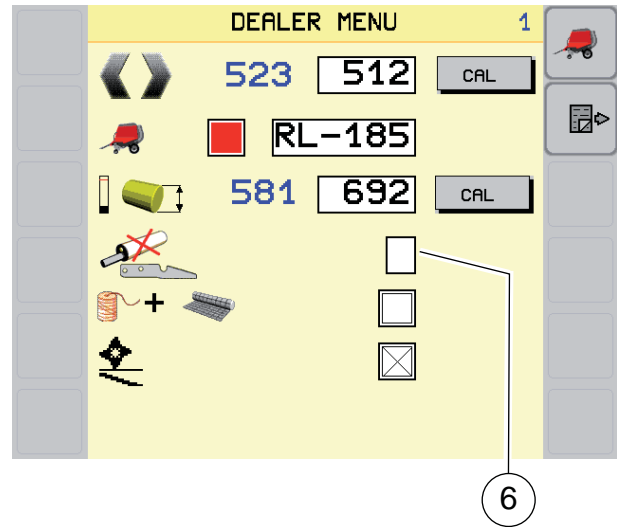 DEALER MENU 1
523 512 CAL
RL-185
581 692 CAL
+
6